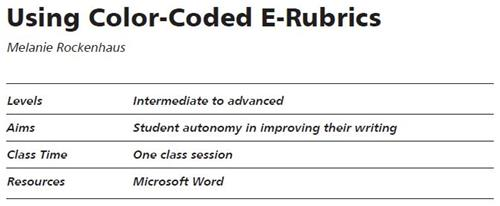 Using Color-Coded E-Rubrics
Melanie Rockenhaus
Levels Intermediate to advanced
Aims Student autonomy in improving their writing
Class Time One class session
Resources Microsoft Word